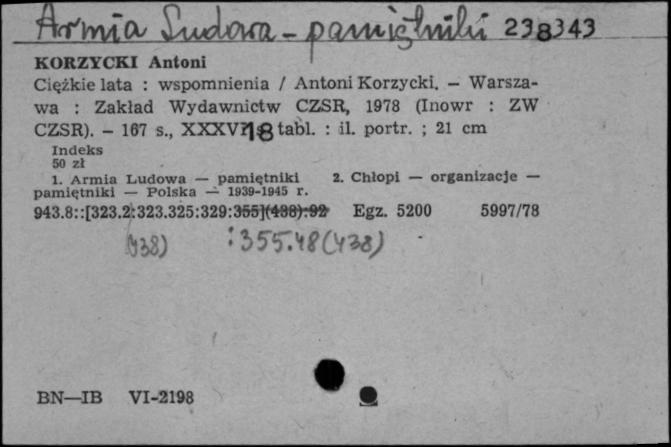 Armia Ludowa - pamiętniki 238343
KORZYCKI Antoni
Ciężkie lata : wspomnienia / Antoni Korzycki. — Warsza-
wa : Zakład Wydawnictw CZSR, 1978 (Inowr : ZW
CZSR). — 167 s., 18 tabl. : il. portr. ; 21 cm
Indeks
50 zł
1. Armia Ludowa — pamiętniki 2. Chłopi — organizacje —
pamiętniki — Polska — 1939-1945 r.
943.8::[323.2:323.325:329:355](438):92 Egz. 5200 5997/78
(438) :355.48(438)
BN—IB VI-2198